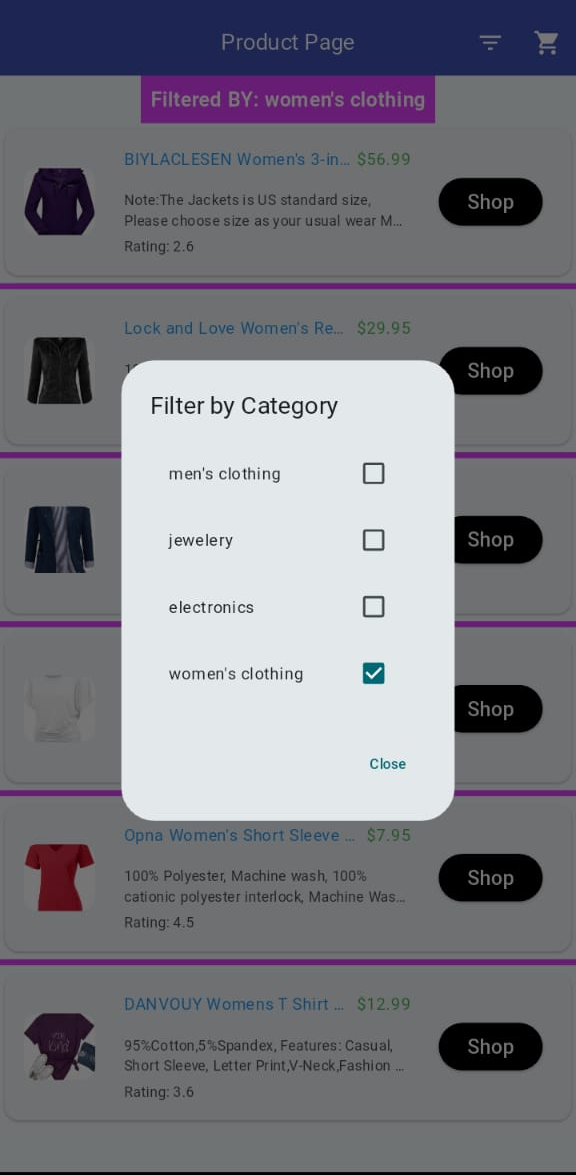 Product Page
Filtered BY: women's clothing
BIYLACLESEN Women's 3-in… $56.99
Note:The Jackets is US standard size,
Please choose size as your usual wear M…
Rating: 2.6
Shop
Lock and Love Women's Re… $29.95
Shop
Filter by Category
men's clothing
jewelery
Shop
electronics
women's clothing
Shop
Close
Opna Women's Short Sleeve … $7.95
100% Polyester, Machine wash, 100%
cationic polyester interlock, Machine Was…
Rating: 4.5
Shop
DANVOUY Womens T Shirt … $12.99
95%Cotton,5%Spandex, Features: Casual,
Short Sleeve, Letter Print,V-Neck,Fashion …
Rating: 3.6
Shop